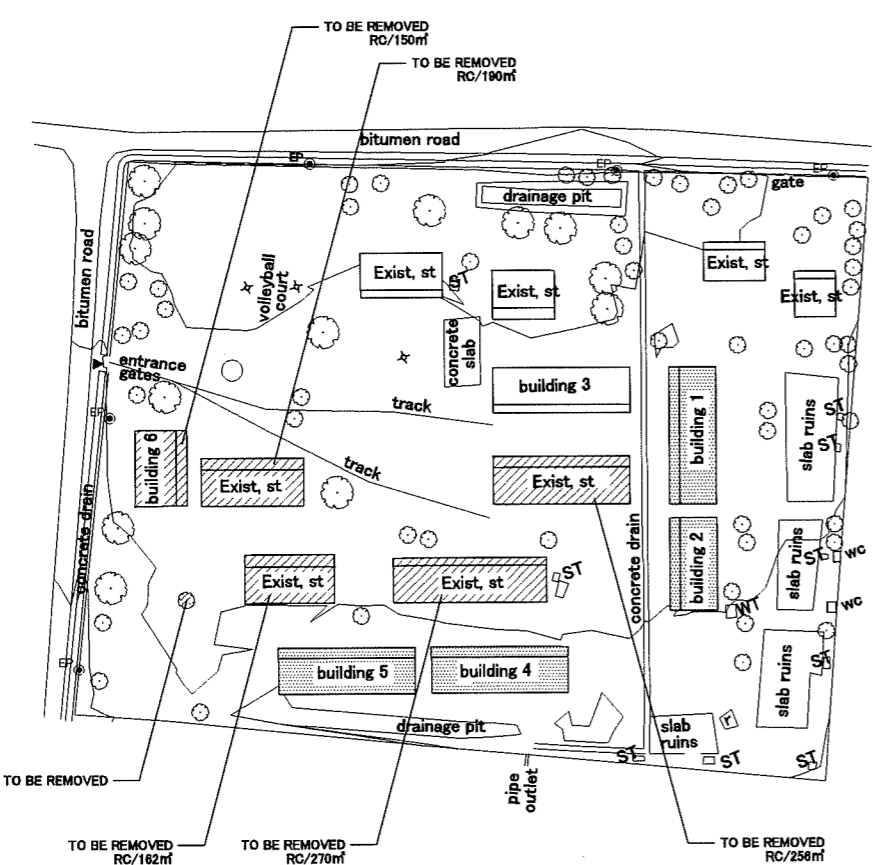 TO BE REMOVED
RC/150㎡
TO BE REMOVED
RC/190㎡
bitumen road
EP
EP
EP
gate
drainage pit
bitumen road
volleyball
court
Exist, st
ST
Exist, st
Exist, st
Exist, st
concrete
slab
entrance
gates
building 3
track
building 1
slab ruins
ST
ST
EP
building 6
Exist, st
track
Exist, st
concrete drain
concrete drain
building 2
slab ruins
ST
wc
wc
WT
Exist, st
Exist, st
ST
building 5
building 4
slab ruins
ST
EP
drainage pit
slab
ruins
r
ST
ST
ST
pipe
outlet
TO BE REMOVED
TO BE REMOVED
RC/162㎡
TO BE REMOVED
RC/270㎡
TO BE REMOVED
RC/256㎡